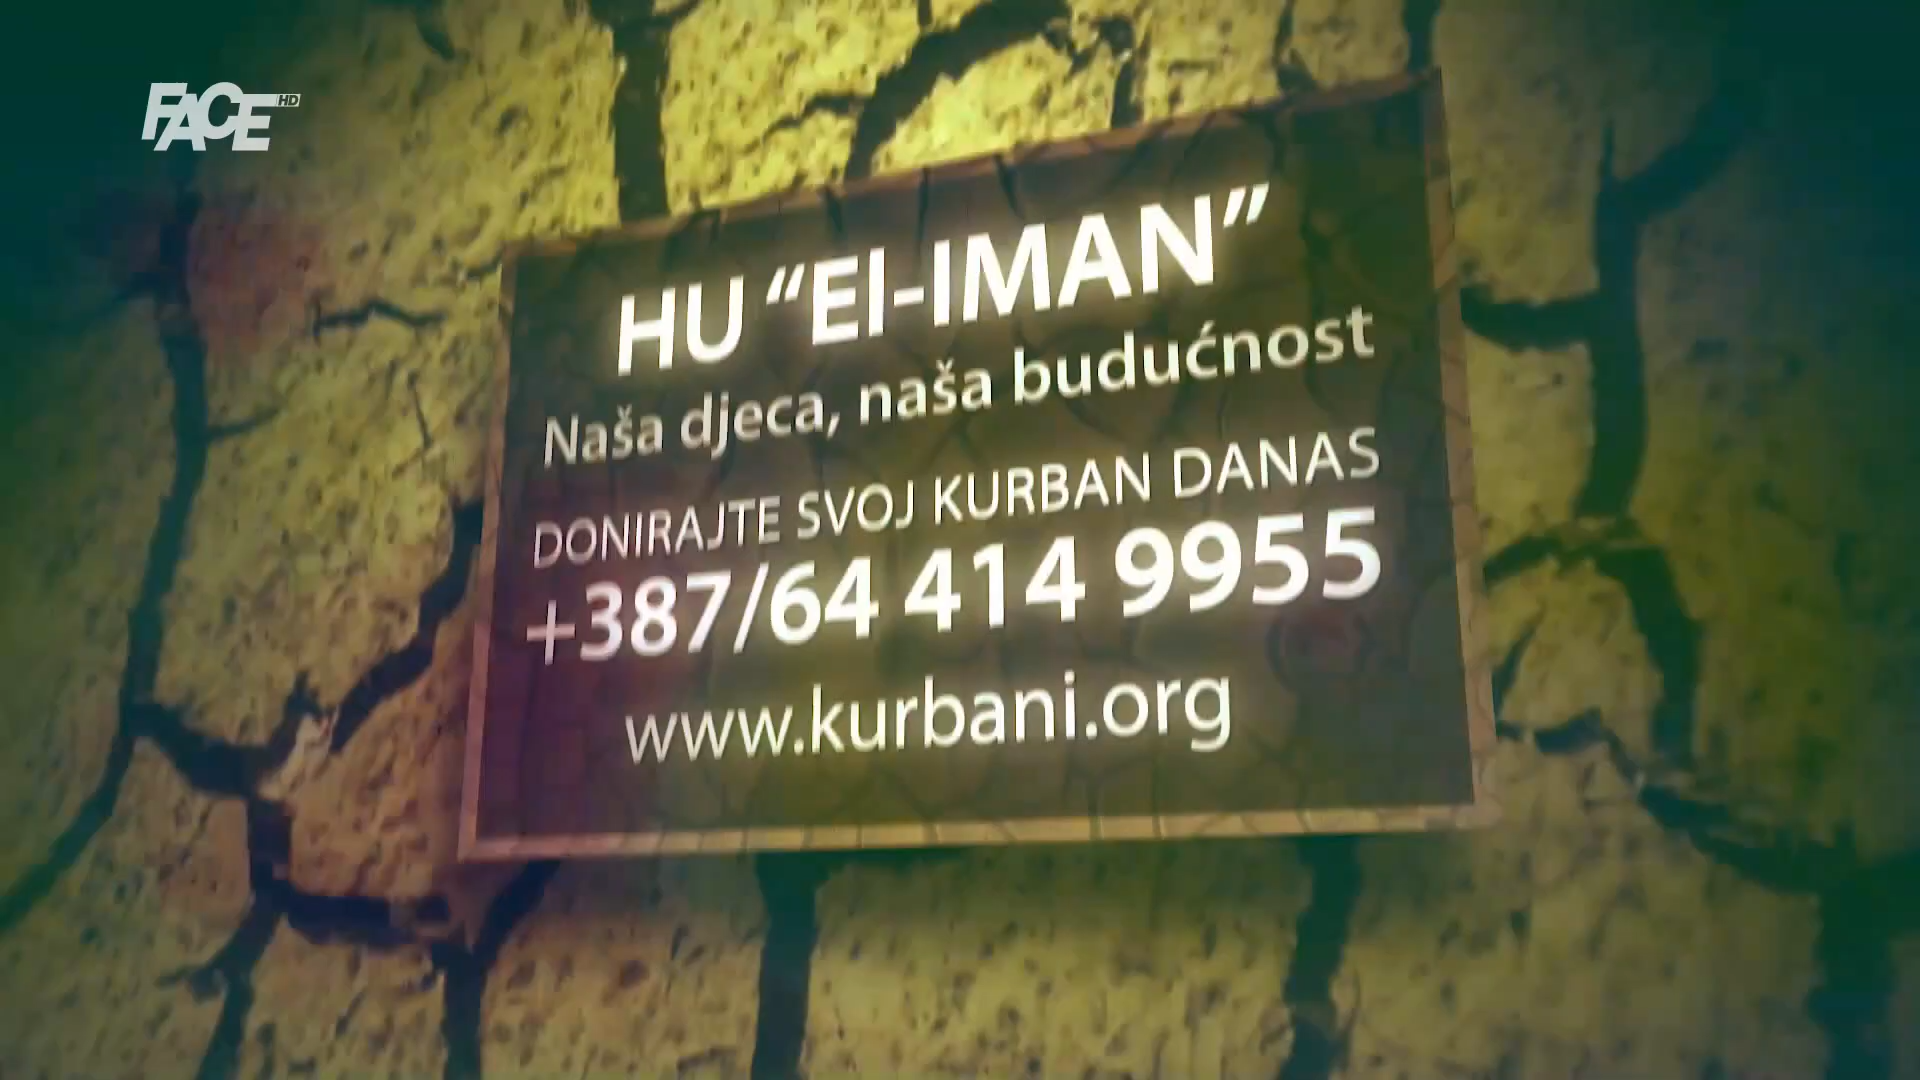 FACE HD
HU “El-IMAN”
Naša djeca, naša budućnost
DONIRAJTE SVOJ KURBAN DANAS
+387/64 414 9955
www.kurbani.org